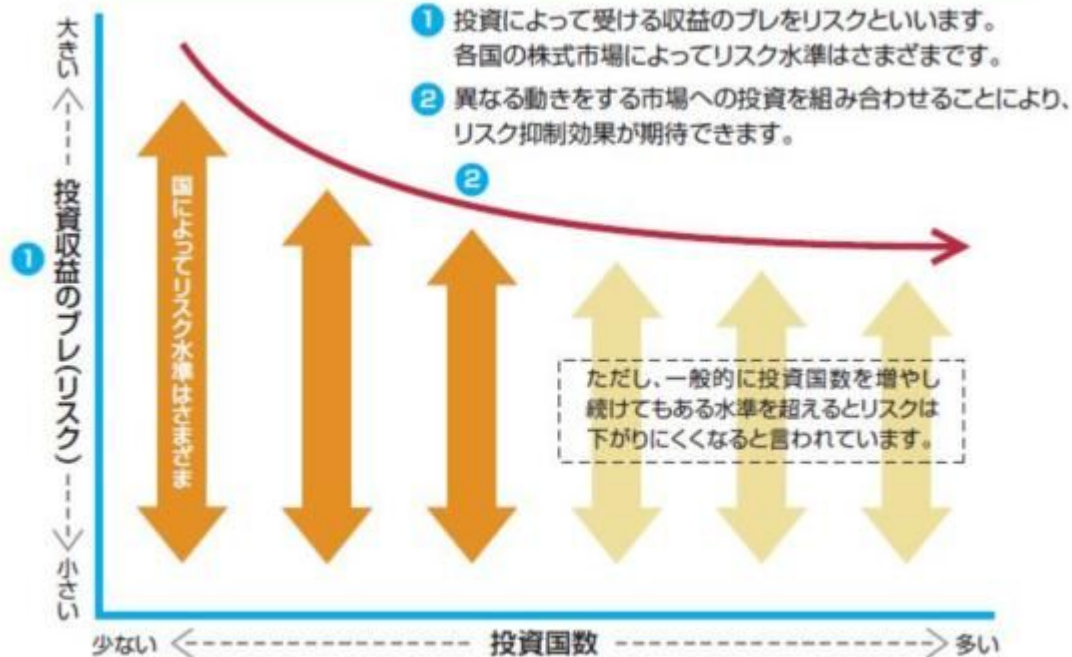 ❶ 投資によって受ける収益のブレをリスクといいます。
各国の株式市場によってリスク水準はさまざまです。
❷ 異なる動きをする市場への投資を組み合わせることにより、
リスク抑制効果が期待できます。
大きい
❶ 投資収益のブレ(リスク)
小さい
国によってリスク水準はさまざま
❷
ただし、一般的に投資国数を増やし
続けてもある水準を超えるとリスクは
下がりにくくなると言われています。
少ない 投資国数 多い